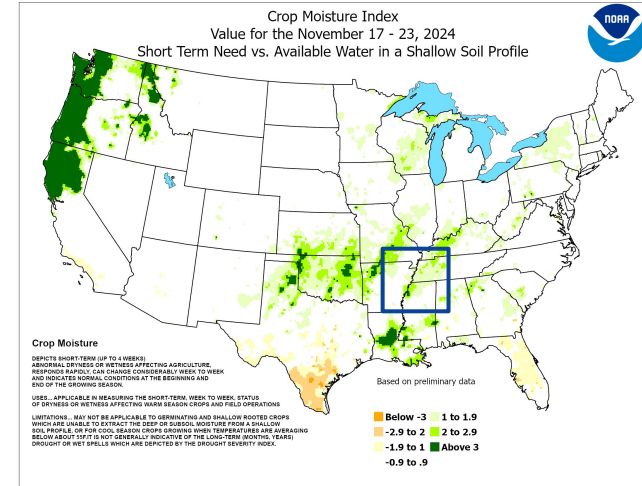 Crop Moisture Index
Value for the November 17 - 23, 2024
Short Term Need vs. Available Water in a Shallow Soil Profile
NOAA
Crop Moisture
DEPICTS SHORT-TERM (UP TO 4 WEEKS)
ABNORMAL DRYNESS OR WETNESS AFFECTING AGRICULTURE,
RESPONDS RAPIDLY, CAN CHANGE CONSIDERABLY WEEK TO WEEK
AND INDICATES NORMAL CONDITIONS AT THE BEGINNING AND
END OF THE GROWING SEASON.
USES... APPLICABLE IN MEASURING THE SHORT-TERM, WEEK TO WEEK, STATUS
OF DRYNESS OR WETNESS AFFECTING WARM SEASON CROPS AND FIELD OPERATIONS
LIMITATIONS... MAY NOT BE APPLICABLE TO GERMINATING AND SHALLOW ROOTED CROPS
WHICH ARE UNABLE TO EXTRACT THE DEEP OR SUBSOIL MOISTURE FROM A SHALLOW
SOIL PROFILE, OR FOR COOL SEASON CROPS GROWING WHEN TEMPERATURES ARE AVERAGING
BELOW ABOUT 55F. IT IS NOT GENERALLY INDICATIVE OF THE LONG-TERM (MONTHS, YEARS)
DROUGHT OR WET SPELLS WHICH ARE DEPICTED BY THE DROUGHT SEVERITY INDEX.
Based on preliminary data
Below -3
1 to 1.9
-2.9 to 2
2 to 2.9
-1.9 to 1
Above 3
-0.9 to .9